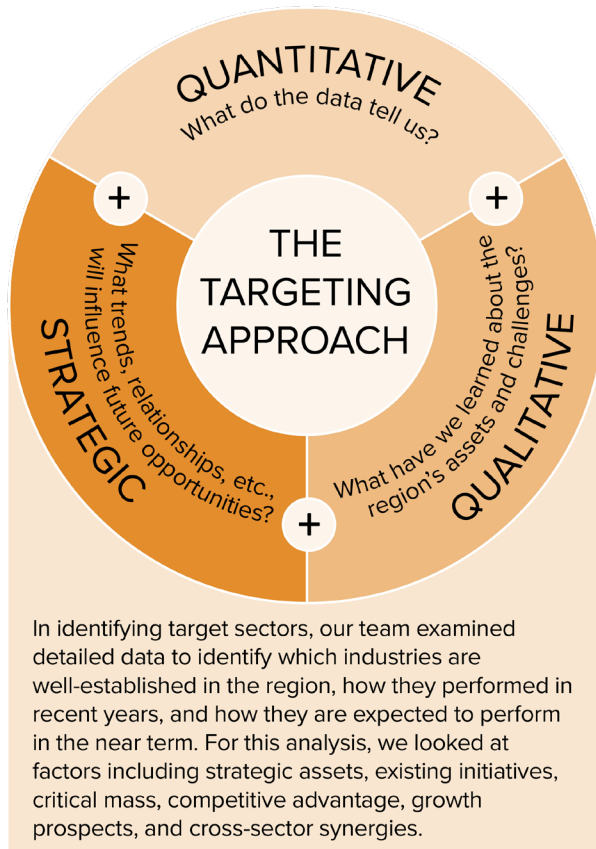 QUANTITATIVE
What do the data tell us?
+
+
THE
TARGETING
APPROACH
STRATEGIC
What trends, relationships, etc.,
will influence future opportunities?
QUALITATIVE
What have we learned about the
region's assets and challenges?
+
In identifying target sectors, our team examined
detailed data to identify which industries are
well-established in the region, how they performed in
recent years, and how they are expected to perform
in the near term. For this analysis, we looked at
factors including strategic assets, existing initiatives,
critical mass, competitive advantage, growth
prospects, and cross-sector synergies.